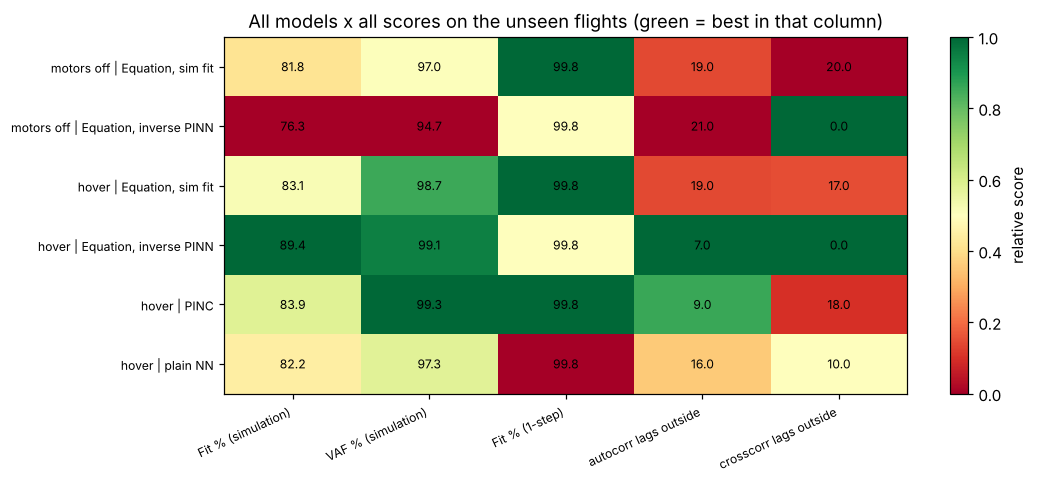 All models x all scores on the unseen flights (green = best in that column)
motors off | Equation, sim fit 81.8 97.0 99.8 19.0 20.0
motors off | Equation, inverse PINN 76.3 94.7 99.8 21.0 0.0
hover | Equation, sim fit 83.1 98.7 99.8 19.0 17.0
hover | Equation, inverse PINN 89.4 99.1 99.8 7.0 0.0
hover | PINC 83.9 99.3 99.8 9.0 18.0
hover | plain NN 82.2 97.3 99.8 16.0 10.0
Fit % (simulation)
VAF % (simulation)
Fit % (1-step)
autocorr lags outside
crosscorr lags outside
1.0
0.8
0.6
0.4
0.2
0.0
relative score